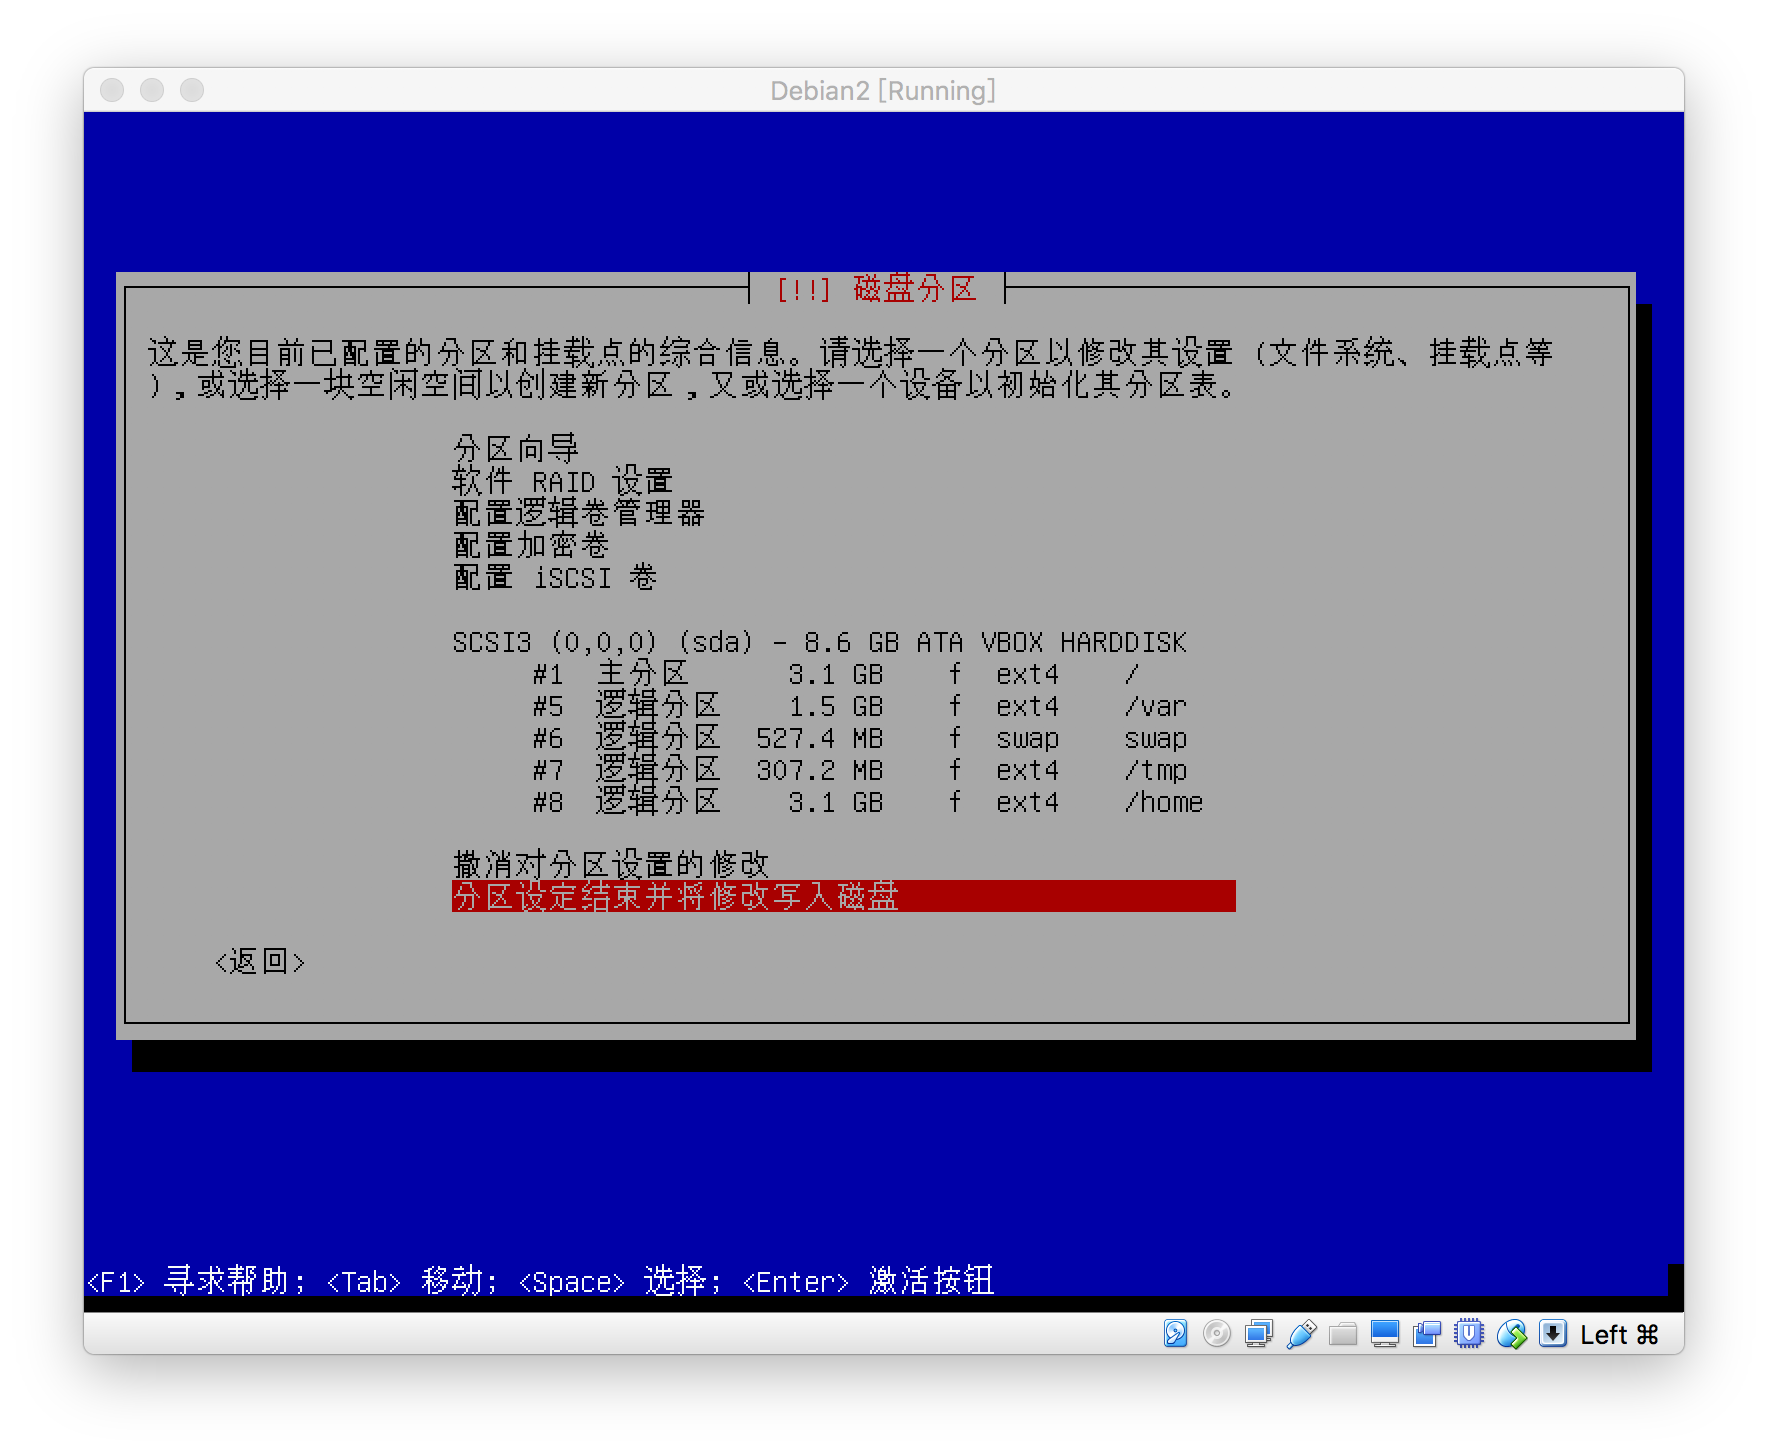 Debian2 [Running]
[!!] 磁盘分区
这是您目前已配置的分区和挂载点的综合信息。请选择一个分区以修改其设置 (文件系统、挂载点等
)，或选择一块空闲空间以创建新分区，又或选择一个设备以初始化其分区表。
分区向导
软件 RAID 设置
配置逻辑卷管理器
配置加密卷
配置 iSCSI 卷
SCSI3 (0,0,0) (sda) - 8.6 GB ATA VBOX HARDDISK
#1 主分区 3.1 GB f ext4 /
#5 逻辑分区 1.5 GB f ext4 /var
#6 逻辑分区 527.4 MB f swap swap
#7 逻辑分区 307.2 MB f ext4 /tmp
#8 逻辑分区 3.1 GB f ext4 /home
撤消对分区设置的修改
分区设定结束并将修改写入磁盘
<返回>
<F1> 寻求帮助; <Tab> 移动; <Space> 选择; <Enter> 激活按钮
Left ⌘